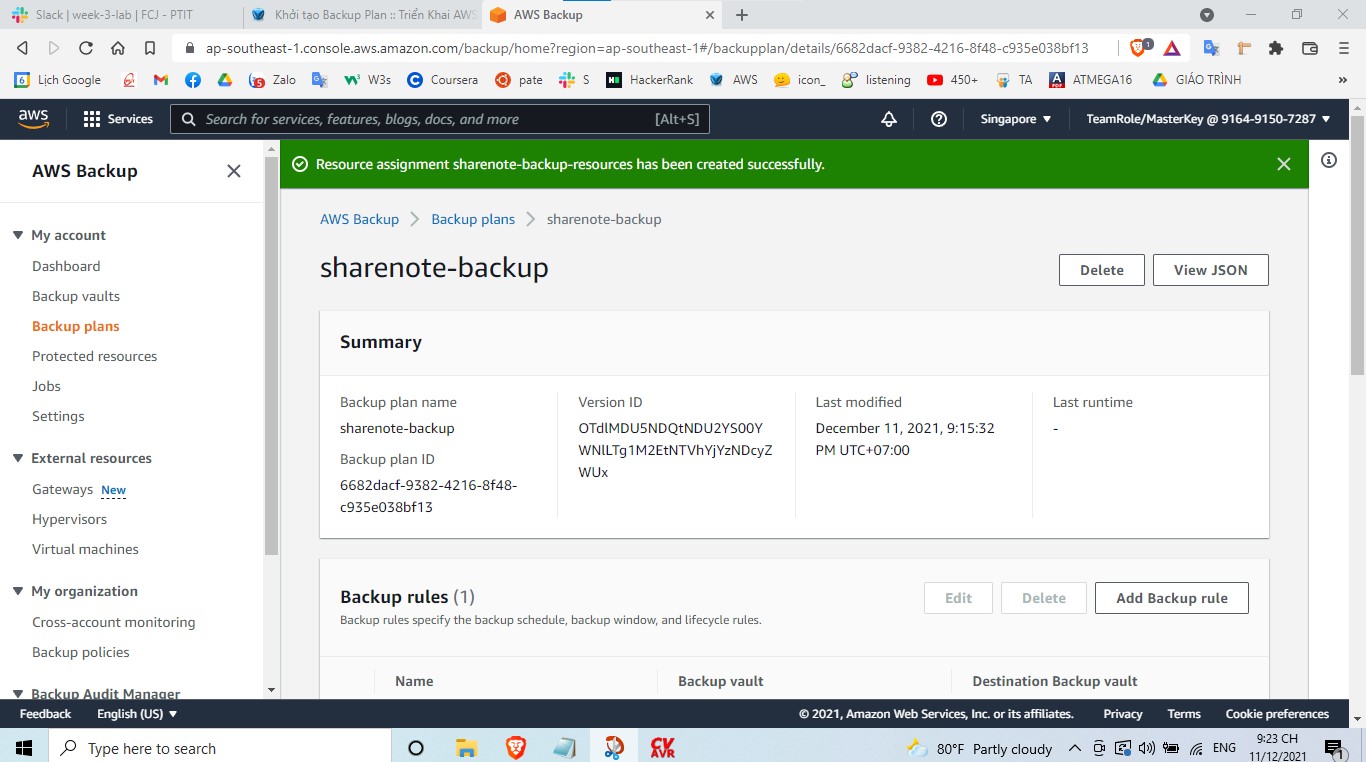 Slack | week-3-lab | FCJ - PTIT
Khởi tạo Backup Plan :: Triển Khai AWS
AWS Backup
ap-southeast-1.console.aws.amazon.com/backup/home?region=ap-southeast-1#/backupplan/details/6682dacf-9382-4216-8f48-c935e038bf13
1
6 Lịch Google
Zalo
W3s
Coursera
pate
S
HackerRank
AWS
icon_
listening
450+
TA
ATMEGA16
GIÁO TRÌNH
»
aws
Services
Search for services, features, blogs, docs, and more [Alt+S]
Singapore
TeamRole/MasterKey @ 9164-9150-7287
AWS Backup
My account
Dashboard
Backup vaults
Backup plans
Protected resources
Jobs
Settings
External resources
Gateways New
Hypervisors
Virtual machines
My organization
Cross-account monitoring
Backup policies
Backup Audit Manager
Resource assignment sharenote-backup-resources has been created successfully.
AWS Backup
Backup plans
sharenote-backup
sharenote-backup
Delete
View JSON
Summary
Backup plan name
sharenote-backup
Backup plan ID
6682dacf-9382-4216-8f48-
c935e038bf13
Version ID
OTdlMDU5NDQtNDU2YS00Y
WNlLTg1M2EtNTVhYjYzNDcyZ
WUx
Last modified
December 11, 2021, 9:15:32
PM UTC+07:00
Last runtime
-
Backup rules (1)
Backup rules specify the backup schedule, backup window, and lifecycle rules.
Edit
Delete
Add Backup rule
Name
Backup vault
Destination Backup vault
Feedback
English (US)
© 2021, Amazon Web Services, Inc. or its affiliates.
Privacy
Terms
Cookie preferences
Type here to search
CV
AVR
80°F Partly cloudy
ENG
9:23 CH
11/12/2021
1